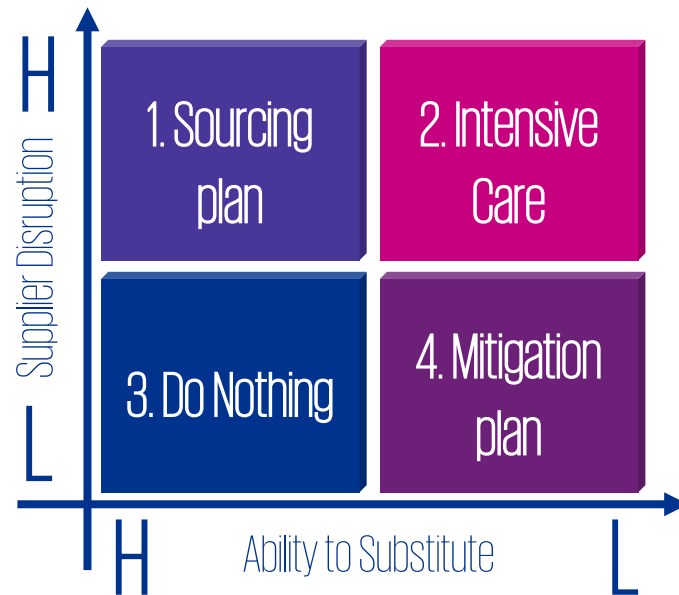 H
Supplier Disruption
L
1. Sourcing
plan
2. Intensive
Care
3. Do Nothing
4. Mitigation
plan
H
Ability to Substitute
L